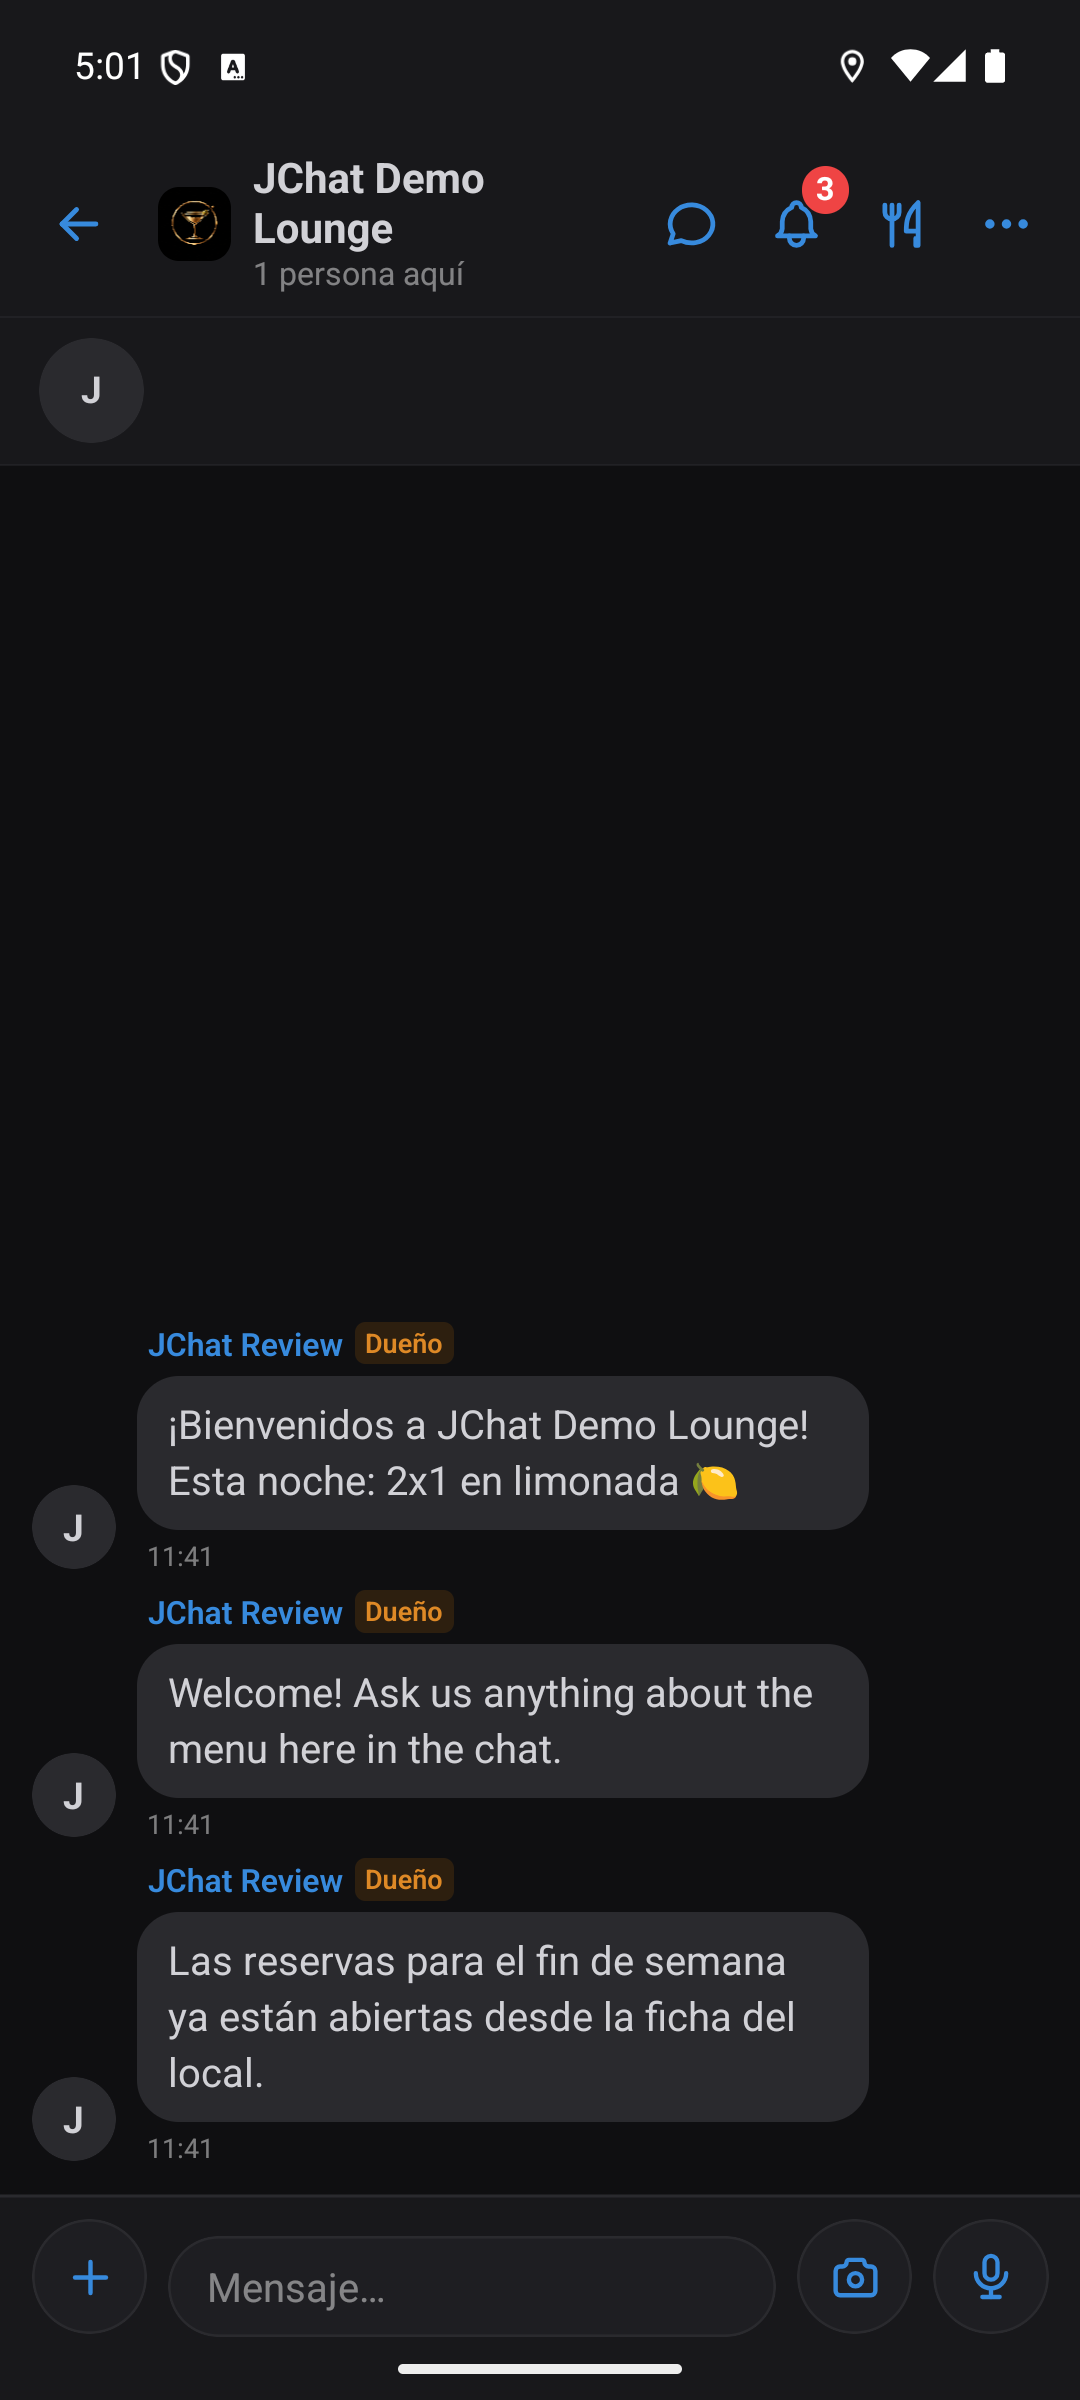 5:01
JChat Demo
Lounge
1 persona aquí
3
J
JChat Review Dueño
¡Bienvenidos a JChat Demo Lounge!
Esta noche: 2x1 en limonada 🍋
J
11:41
JChat Review Dueño
Welcome! Ask us anything about the
menu here in the chat.
J
11:41
JChat Review Dueño
Las reservas para el fin de semana
ya están abiertas desde la ficha del
local.
J
11:41
Mensaje...